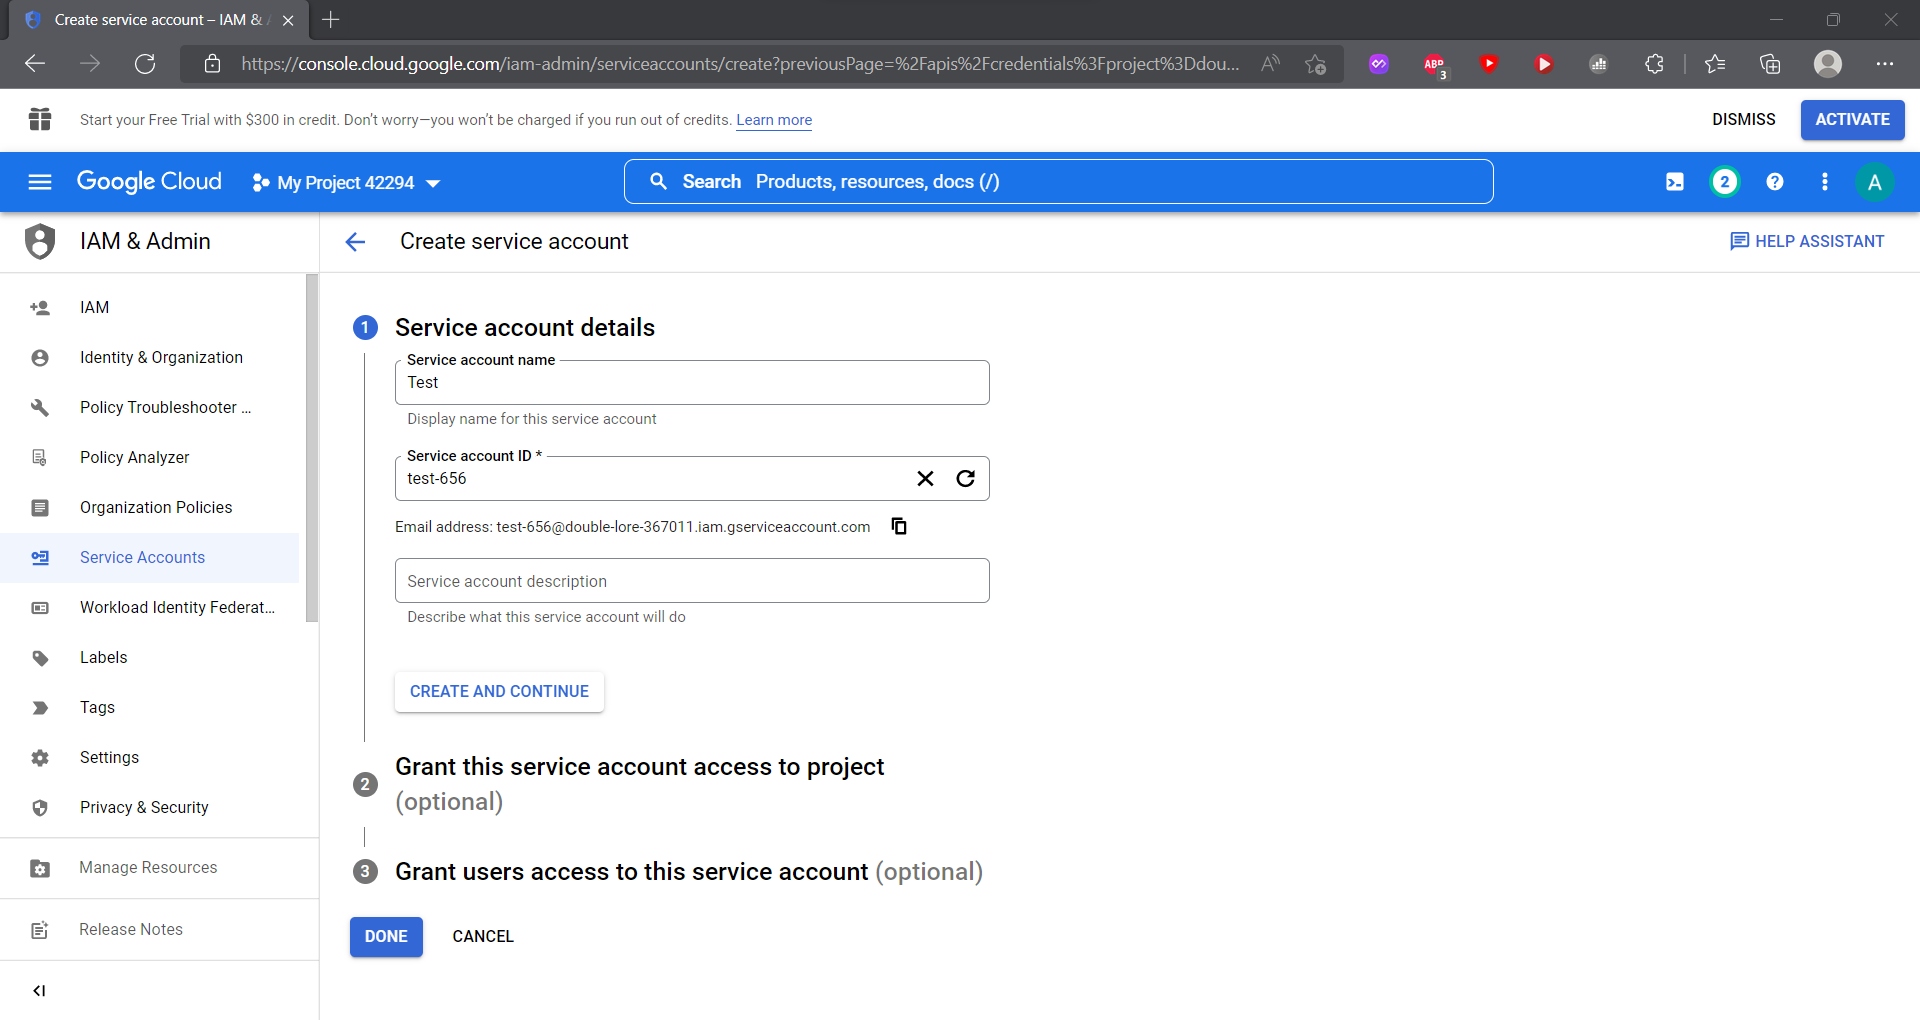 Create service account – IAM & A
https://console.cloud.google.com/iam-admin/serviceaccounts/create?previousPage=%2Fapis%2Fcredentials%3Fproject%3Ddou...
ABP
3
Start your Free Trial with $300 in credit. Don't worry—you won't be charged if you run out of credits. Learn more
DISMISS
ACTIVATE
Google Cloud
My Project 42294
Search Products, resources, docs (/)
2
?
A
IAM & Admin
Create service account
HELP ASSISTANT
IAM
Identity & Organization
Policy Troubleshooter ...
Policy Analyzer
Organization Policies
Service Accounts
Workload Identity Federat...
Labels
Tags
Settings
Privacy & Security
Manage Resources
Release Notes
1 Service account details
Service account name
Test
Display name for this service account
Service account ID *
test-656
Email address: test-656@double-lore-367011.iam.gserviceaccount.com
Service account description
Describe what this service account will do
CREATE AND CONTINUE
2 Grant this service account access to project
(optional)
3 Grant users access to this service account (optional)
DONE
CANCEL